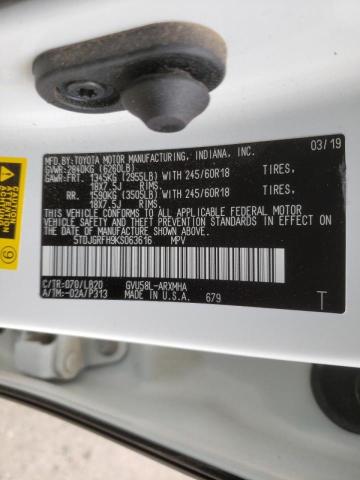 MFD. BY:TOYOTA MOTOR MANUFACTURING, INDIANA, INC. 03/19
GVWR: 2840KG (6260LB)
GAWR:FRT. 1345KG (2955LB) WITH 245/60R18 TIRES,
18X7.5J RIMS.
RR. 1590KG (3505LB) WITH 245/60R18 TIRES,
18X7.5J RIMS.
THIS VEHICLE CONFORMS TO ALL APPLICABLE FEDERAL MOTOR
VEHICLE SAFETY AND THEFT PREVENTION STANDARDS IN EFFECT
ON THE DATE OF MANUFACTURE SHOWN ABOVE.
5TDJGRFH9KS063616 MPV
C/TR:070/LB20 GVU58L-ARXMHA
A/TM:-02A/P313 MADE IN U.S.A. 679 T
9